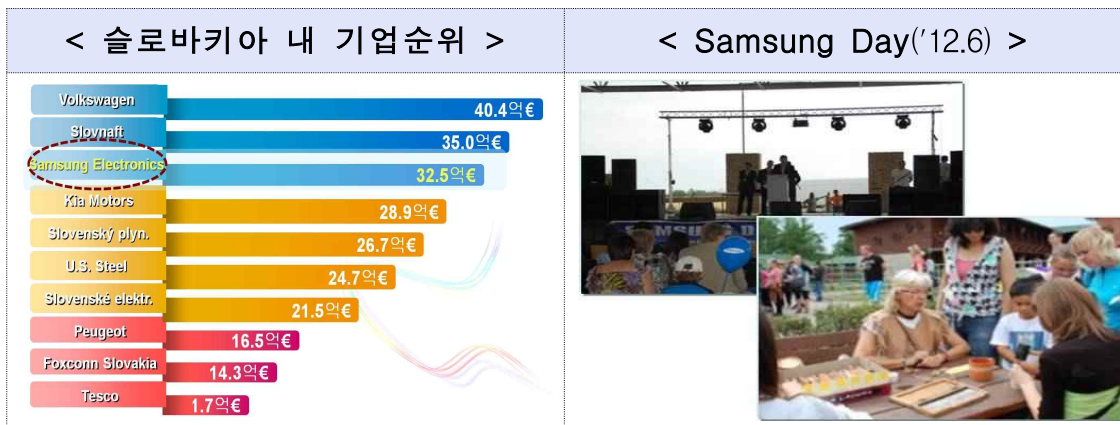 < 슬로바키아 내 기업순위 >
< Samsung Day('12.6) >
Volkswagen 40.4억€
Slovnaft 35.0억€
Samsung Electronics 32.5억€
Kia Motors 28.9억€
Slovenský plyn. 26.7억€
U.S. Steel 24.7억€
Slovenské elektr. 21.5억€
Peugeot 16.5억€
Foxconn Slovakia 14.3억€
Tesco 1.7억€
SAMSUNG D